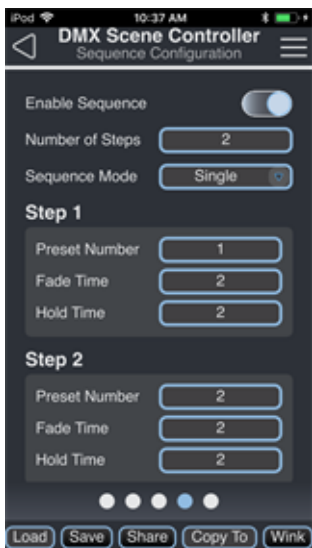 iPod 10:37 AM
DMX Scene Controller
Sequence Configuration
Enable Sequence
Number of Steps 2
Sequence Mode Single
Step 1
Preset Number 1
Fade Time 2
Hold Time 2
Step 2
Preset Number 2
Fade Time 2
Hold Time 2
Load Save Share Copy To Wink